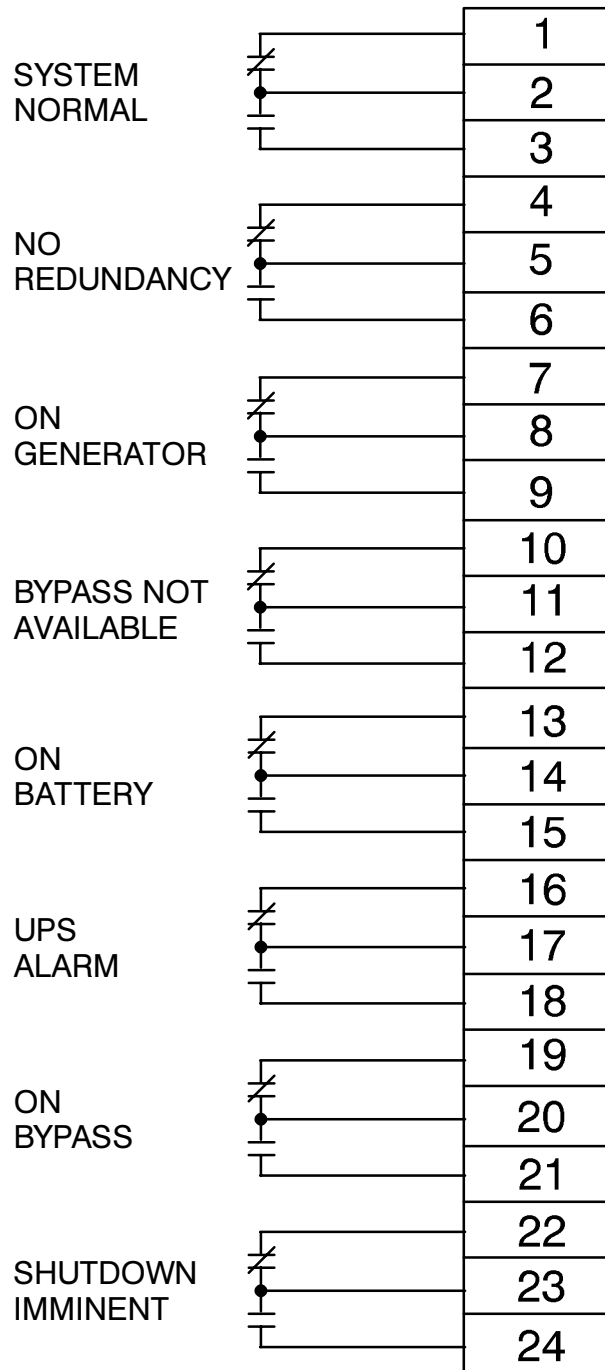 SYSTEM
NORMAL
1
2
3
NO
REDUNDANCY
4
5
6
ON
GENERATOR
7
8
9
BYPASS NOT
AVAILABLE
10
11
12
ON
BATTERY
13
14
15
UPS
ALARM
16
17
18
ON
BYPASS
19
20
21
SHUTDOWN
IMMINENT
22
23
24